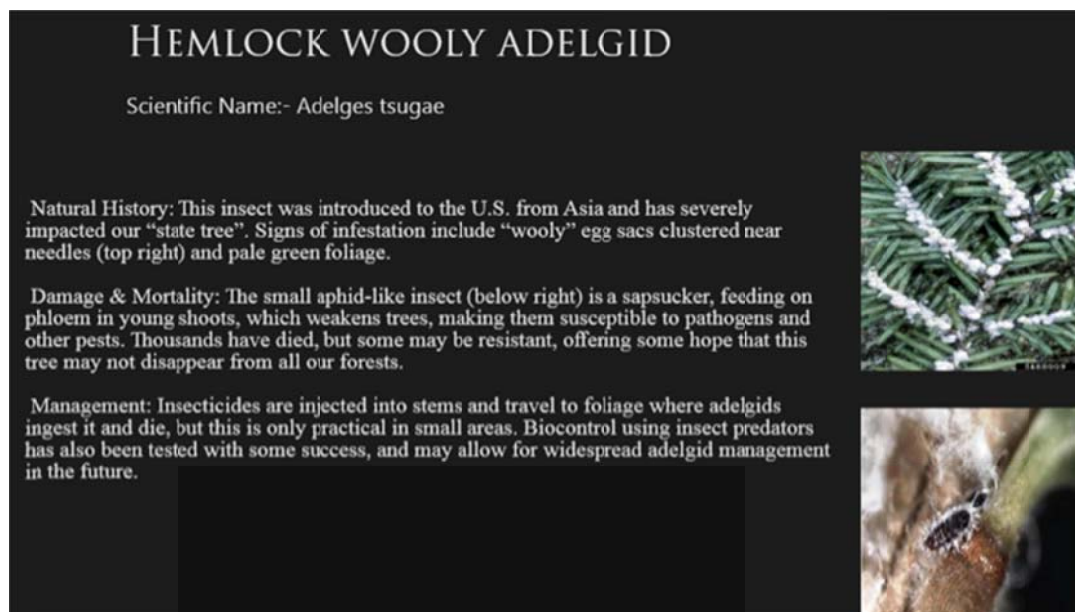 HEMLOCK WOOLY ADELGID
Scientific Name:- Adelges tsugae
Natural History: This insect was introduced to the U.S. from Asia and has severely
impacted our “state tree”. Signs of infestation include “wooly” egg sacs clustered near
needles (top right) and pale green foliage.
Damage & Mortality: The small aphid-like insect (below right) is a sapsucker, feeding on
phloem in young shoots, which weakens trees, making them susceptible to pathogens and
other pests. Thousands have died, but some may be resistant, offering some hope that this
tree may not disappear from all our forests.
Management: Insecticides are injected into stems and travel to foliage where adelgids
ingest it and die, but this is only practical in small areas. Biocontrol using insect predators
has also been tested with some success, and may allow for widespread adelgid management
in the future.